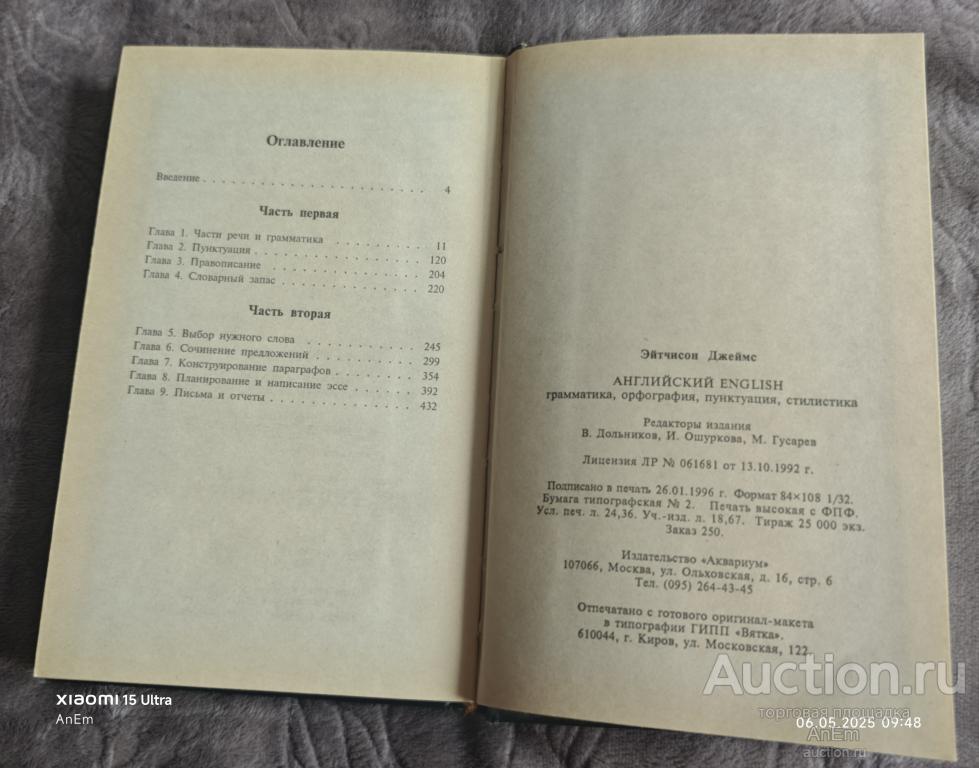 Оглавление
Введение . . . . . . . . . . . . . . . . . . . . . . . 4
Часть первая
Глава 1. Части речи и грамматика . . . . . . . . . 11
Глава 2. Пунктуация . . . . . . . . . . . . . . . . 120
Глава 3. Правописание . . . . . . . . . . . . . . . 204
Глава 4. Словарный запас . . . . . . . . . . . . . . 220
Часть вторая
Глава 5. Выбор нужного слова . . . . . . . . . . . 245
Глава 6. Сочинение предложений . . . . . . . . . . 299
Глава 7. Конструирование параграфов . . . . . . . . 354
Глава 8. Планирование и написание эссе . . . . . . 392
Глава 9. Письма и отчеты . . . . . . . . . . . . . . 432
Эйтчисон Джеймс
АНГЛИЙСКИЙ ENGLISH
грамматика, орфография, пунктуация, стилистика
Редакторы издания
В. Дольников, И. Ошуркова, М. Гусарев
Лицензия ЛР № 061681 от 13.10.1992 г.
Подписано в печать 26.01.1996 г. Формат 84×108 1/32.
Бумага типографская № 2. Печать высокая с ФПФ.
Усл. печ. л. 24,36. Уч.-изд. л. 18,67. Тираж 25 000 экз.
Заказ 250.
Издательство «Аквариум»
107066, Москва, ул. Ольховская, д. 16, стр. 6
Тел. (095) 264-43-45
Отпечатано с готового оригинал-макета
в типографии ГИПП «Вятка».
610044, г. Киров, ул. Московская, 122.
xiaomi 15 Ultra
AnEm
Auction.ru
торговая площадка
06.05.2025 09:48
AnEm
auction.ru